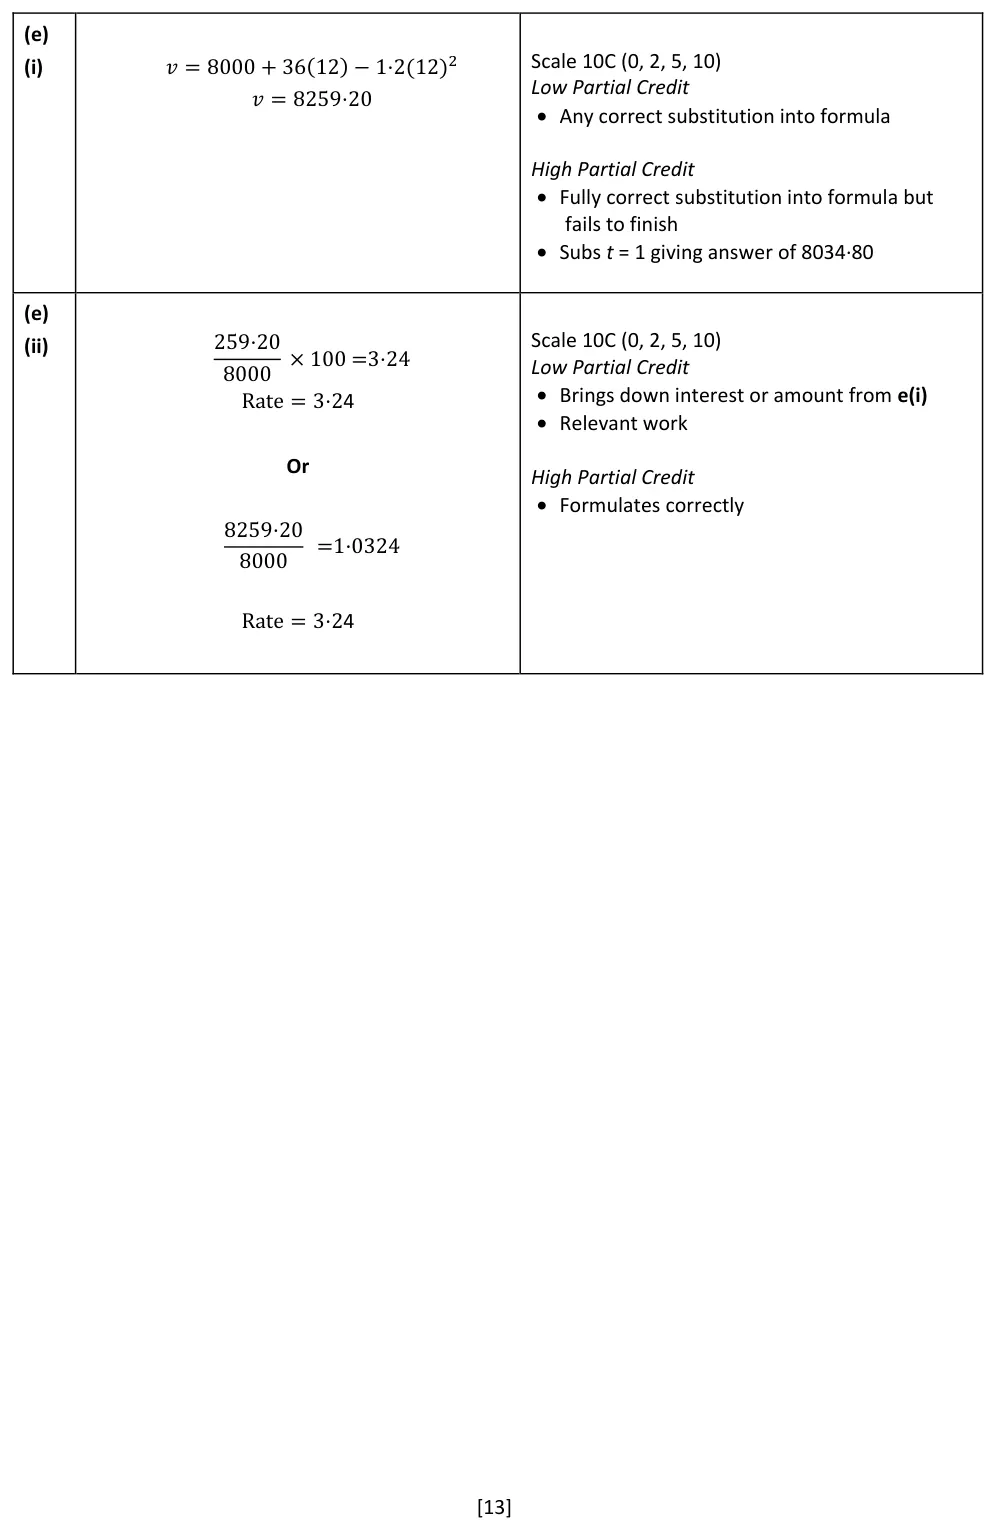 (e)
(i)
𝑣 = 8000 + 36(12) − 1·2(12)²
𝑣 = 8259·20
Scale 10C (0, 2, 5, 10)
Low Partial Credit
• Any correct substitution into formula
High Partial Credit
• Fully correct substitution into formula but
fails to finish
• Subs t = 1 giving answer of 8034·80
(e)
(ii)
259·20
8000
× 100 =3·24
Rate = 3·24
Or
8259·20
8000
=1·0324
Rate = 3·24
Scale 10C (0, 2, 5, 10)
Low Partial Credit
• Brings down interest or amount from e(i)
• Relevant work
High Partial Credit
• Formulates correctly
[13]